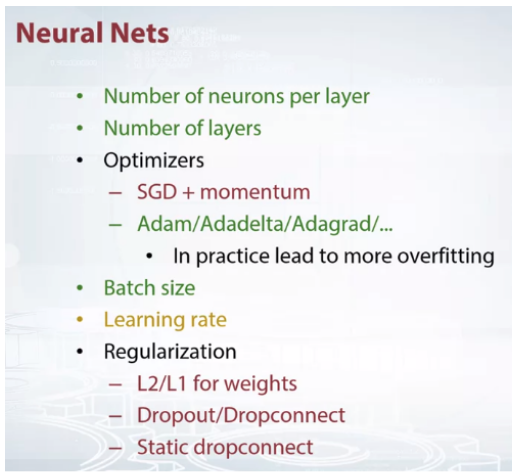 Neural Nets
• Number of neurons per layer
• Number of layers
• Optimizers
– SGD + momentum
– Adam/Adadelta/Adagrad/...
• In practice lead to more overfitting
• Batch size
• Learning rate
• Regularization
– L2/L1 for weights
– Dropout/Dropconnect
– Static dropconnect